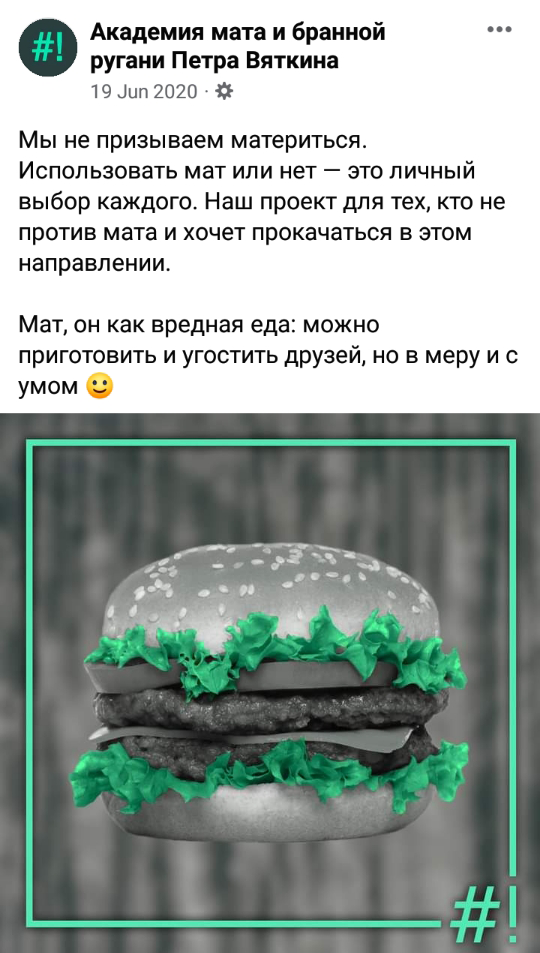 #!
Академия мата и бранной
ругани Петра Вяткина
19 Jun 2020 ·
Мы не призываем материться.
Использовать мат или нет — это личный
выбор каждого. Наш проект для тех, кто не
против мата и хочет прокачаться в этом
направлении.
Мат, он как вредная еда: можно
приготовить и угостить друзей, но в меру и с
умом 🙂
#!